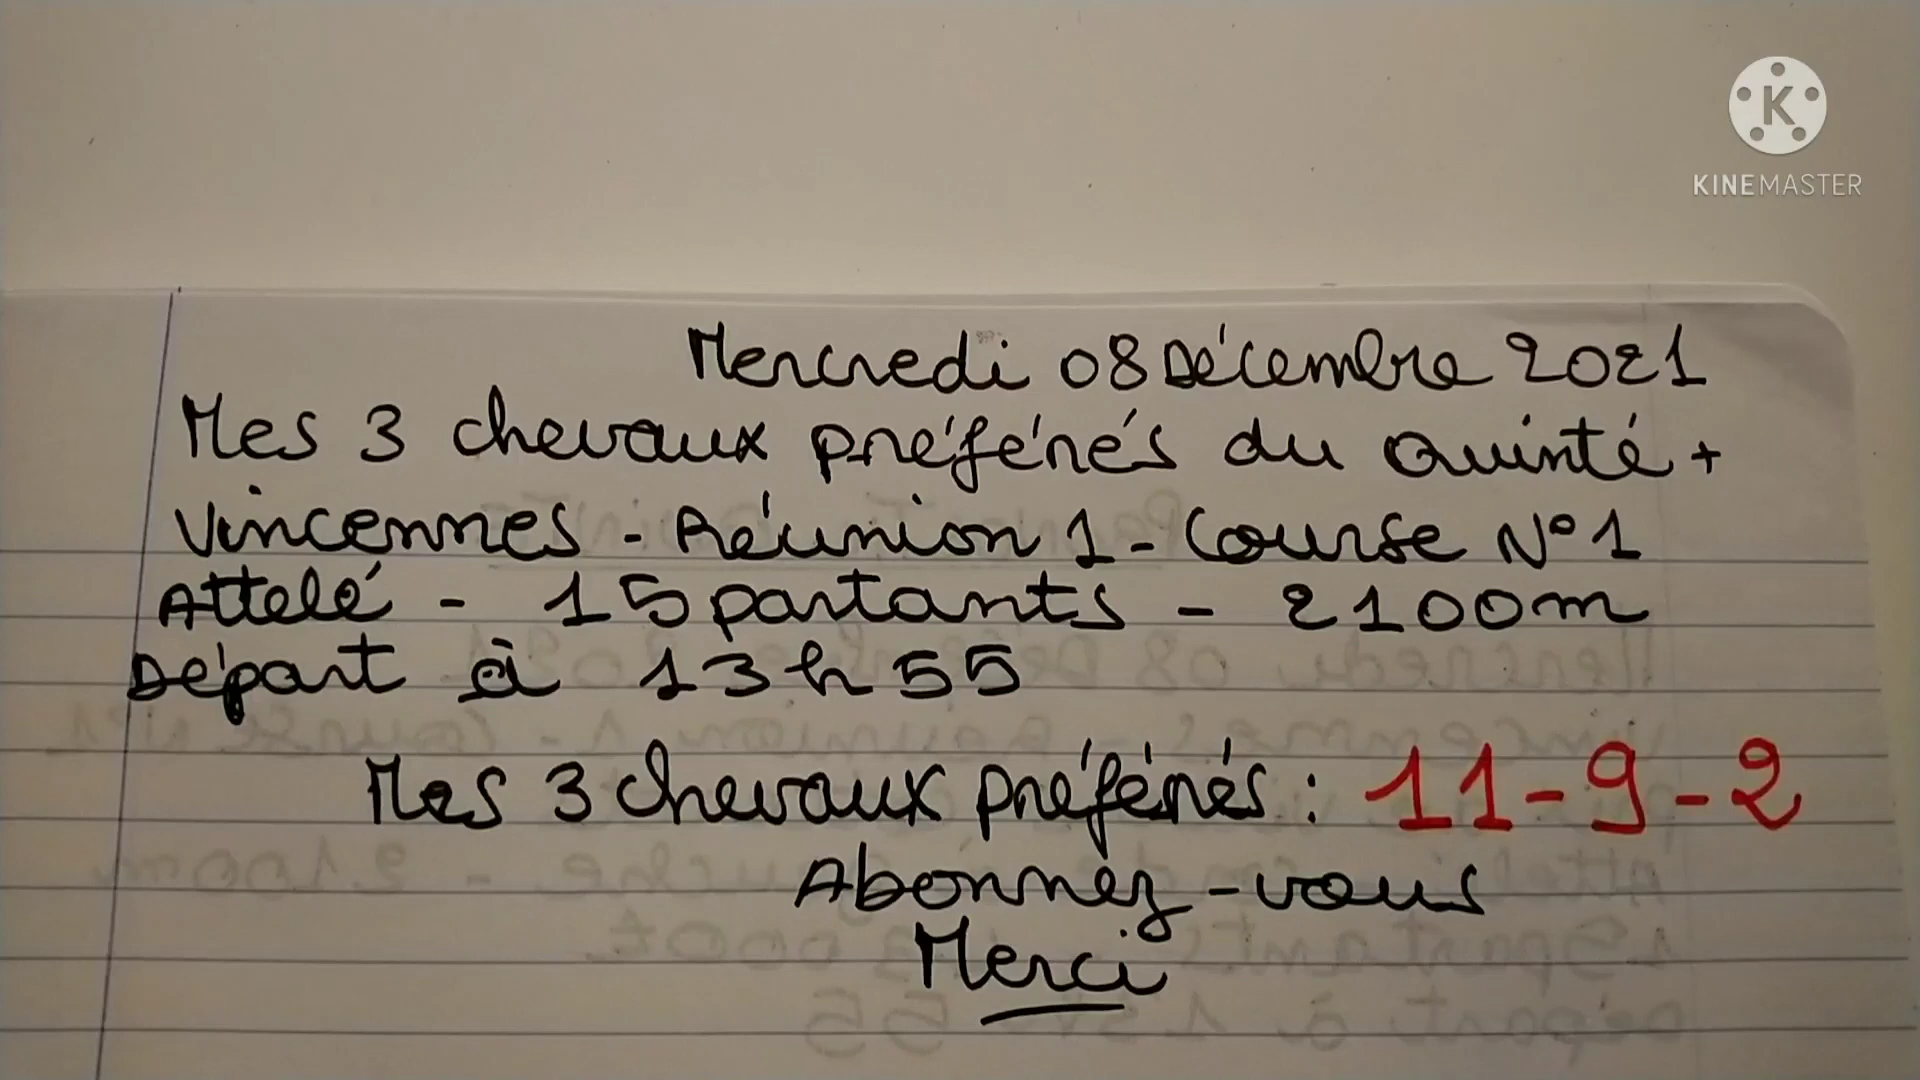 K
KINEMASTER
Mercredi 08 Décembre 2021
Mes 3 chevaux préférés du Quinté +
Vincennes - Réunion 1 - Course N°1
Attelé - 15 partants - 2100m
Départ à 13h55
Mes 3 chevaux préférés : 11-9-2
Abonnez-vous
Merci